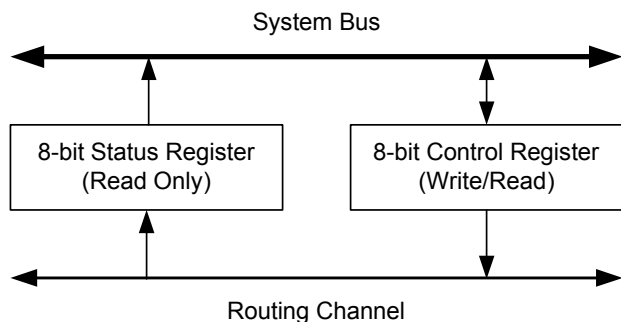 System Bus
8-bit Status Register
(Read Only)
8-bit Control Register
(Write/Read)
Routing Channel